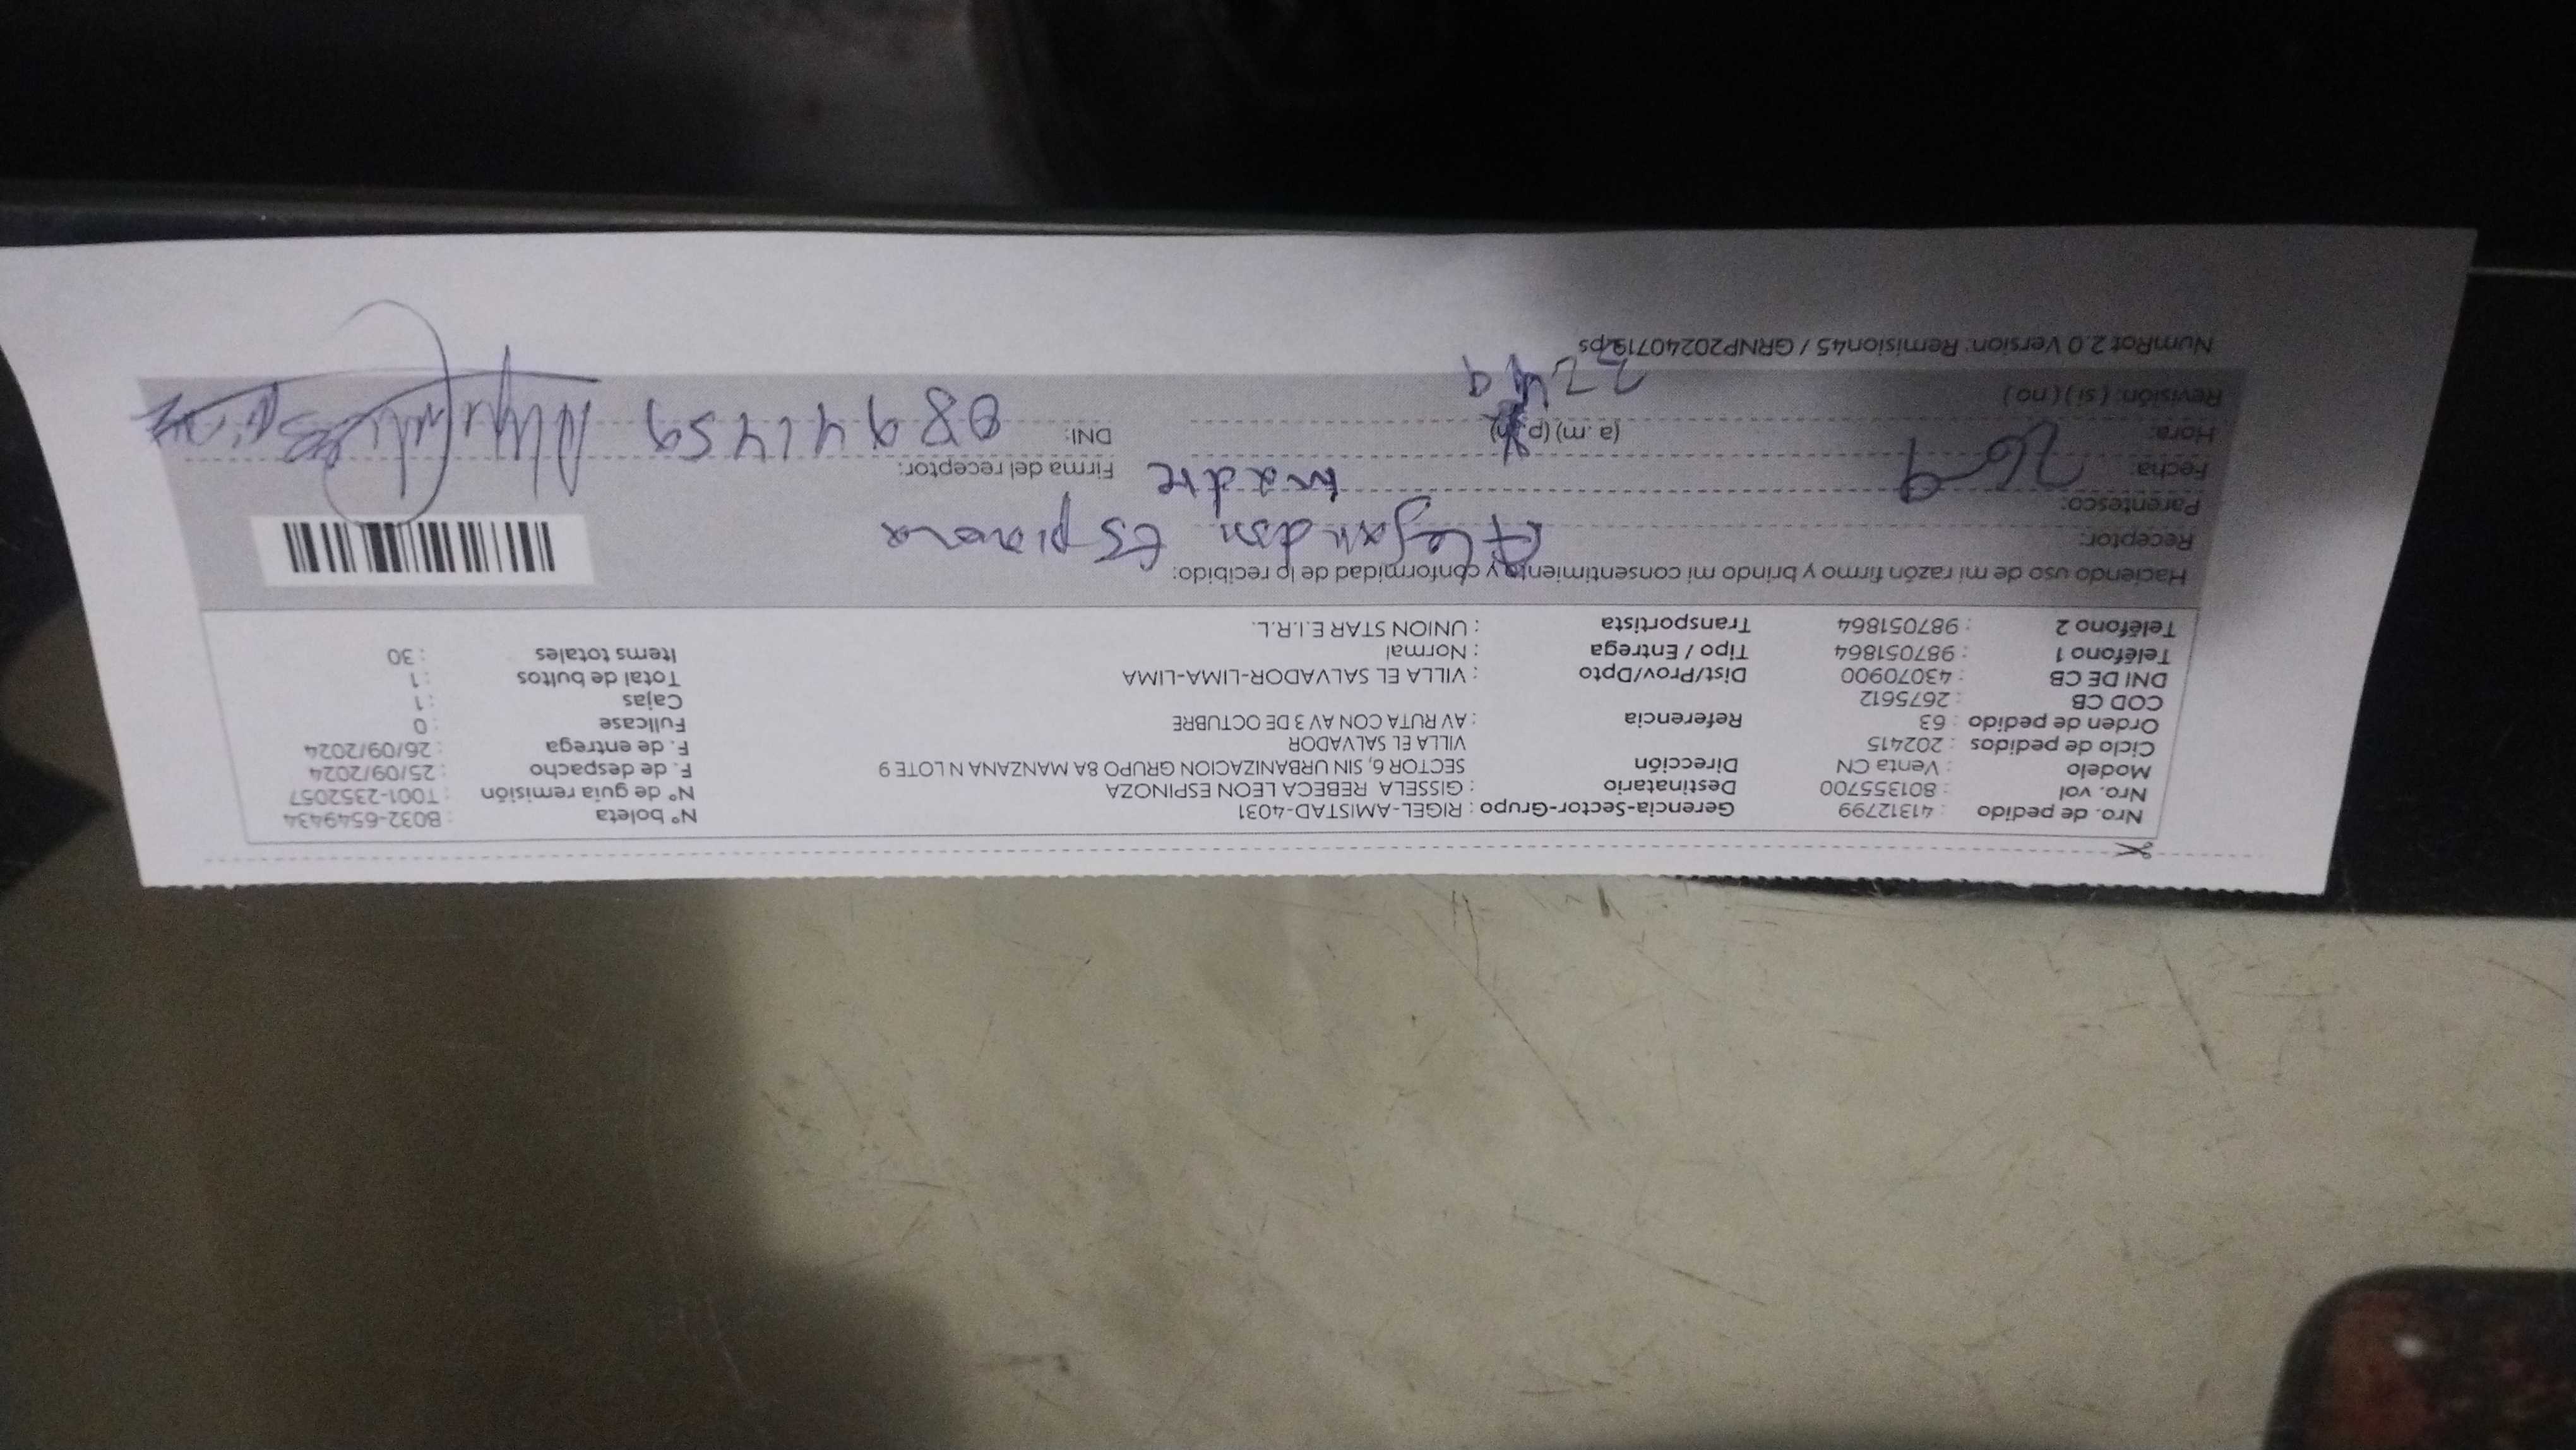 Nro. de pedido : 41312799 Gerencia-Sector-Grupo : RIGEL-AMISTAD-4031 N° boleta : B032-6549434
Nro. vol : 801355700 Destinatario : GISSELA REBECA LEON ESPINOZA N° de guía remisión : T001-2352057
Modelo : Venta CN Dirección SECTOR 6, SIN URBANIZACION GRUPO 8A MANZANA N LOTE 9 F. de despacho : 25/09/2024
Ciclo de pedidos : 202415 VILLA EL SALVADOR F. de entrega : 26/09/2024
Orden de pedido : 63 Referencia : AV RUTA CON AV 3 DE OCTUBRE Fullcase : 0
COD CB : 2675612 Cajas : 1
DNI DE CB : 43070900 Dist/Prov/Dpto : VILLA EL SALVADOR-LIMA-LIMA Total de bultos : 1
Teléfono 1 : 987051864 Tipo / Entrega : Normal Items totales : 30
Teléfono 2 : 987051864 Transportista : UNION STAR E.I.R.L.
Haciendo uso de mi razón firmo y brindo mi consentimiento y conformidad de lo recibido:
Receptor: Espinoza
Parentesco: madre
Fecha: 26-9 Firma del receptor:
Hora: (a.m) (p.m) DNI:
Revisión: ( si ) ( no )
NumRot 2.0 Version: Remision45 / GRNP20240719.ps